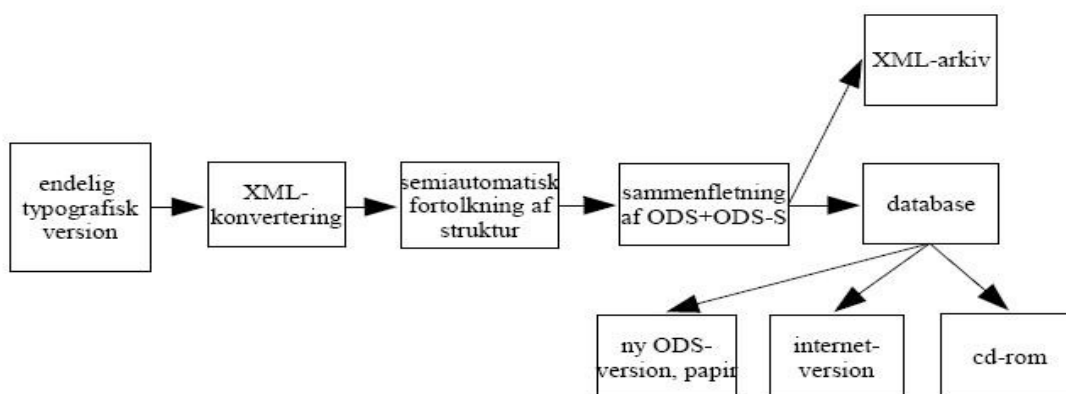 endelig
typografisk
version
XML-
konvertering
semiautomatisk
fortolkning af
struktur
sammenfletning
af ODS+ODS-S
XML-arkiv
database
ny ODS-
version, papir
internet-
version
cd-rom